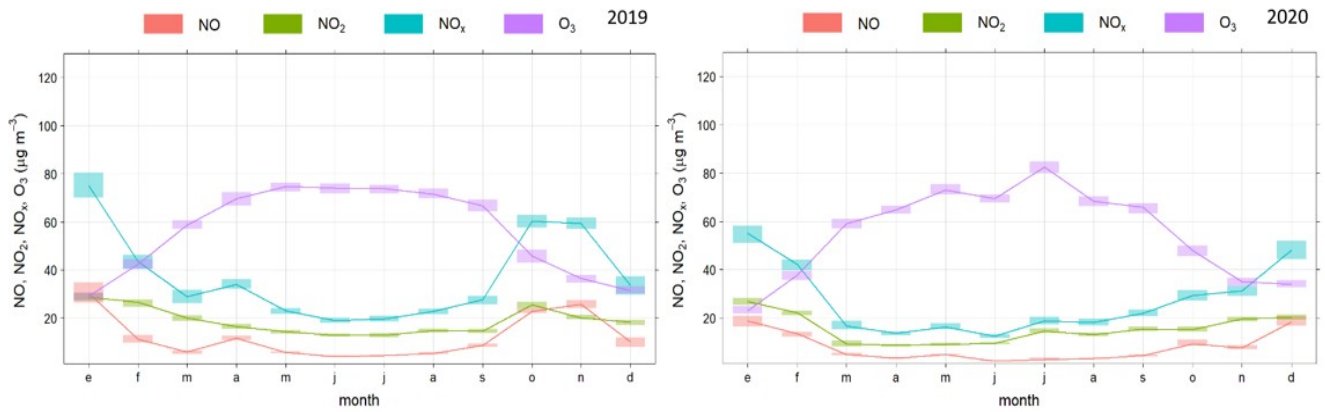 NO NO₂ NOₓ O₃ 2019
NO, NO₂, NOₓ, O₃ (µg m⁻³)
120
100
80
60
40
20
e f m a m j j a s o n d
month
NO NO₂ NOₓ O₃ 2020
NO, NO₂, NOₓ, O₃ (µg m⁻³)
120
100
80
60
40
20
e f m a m j j a s o n d
month